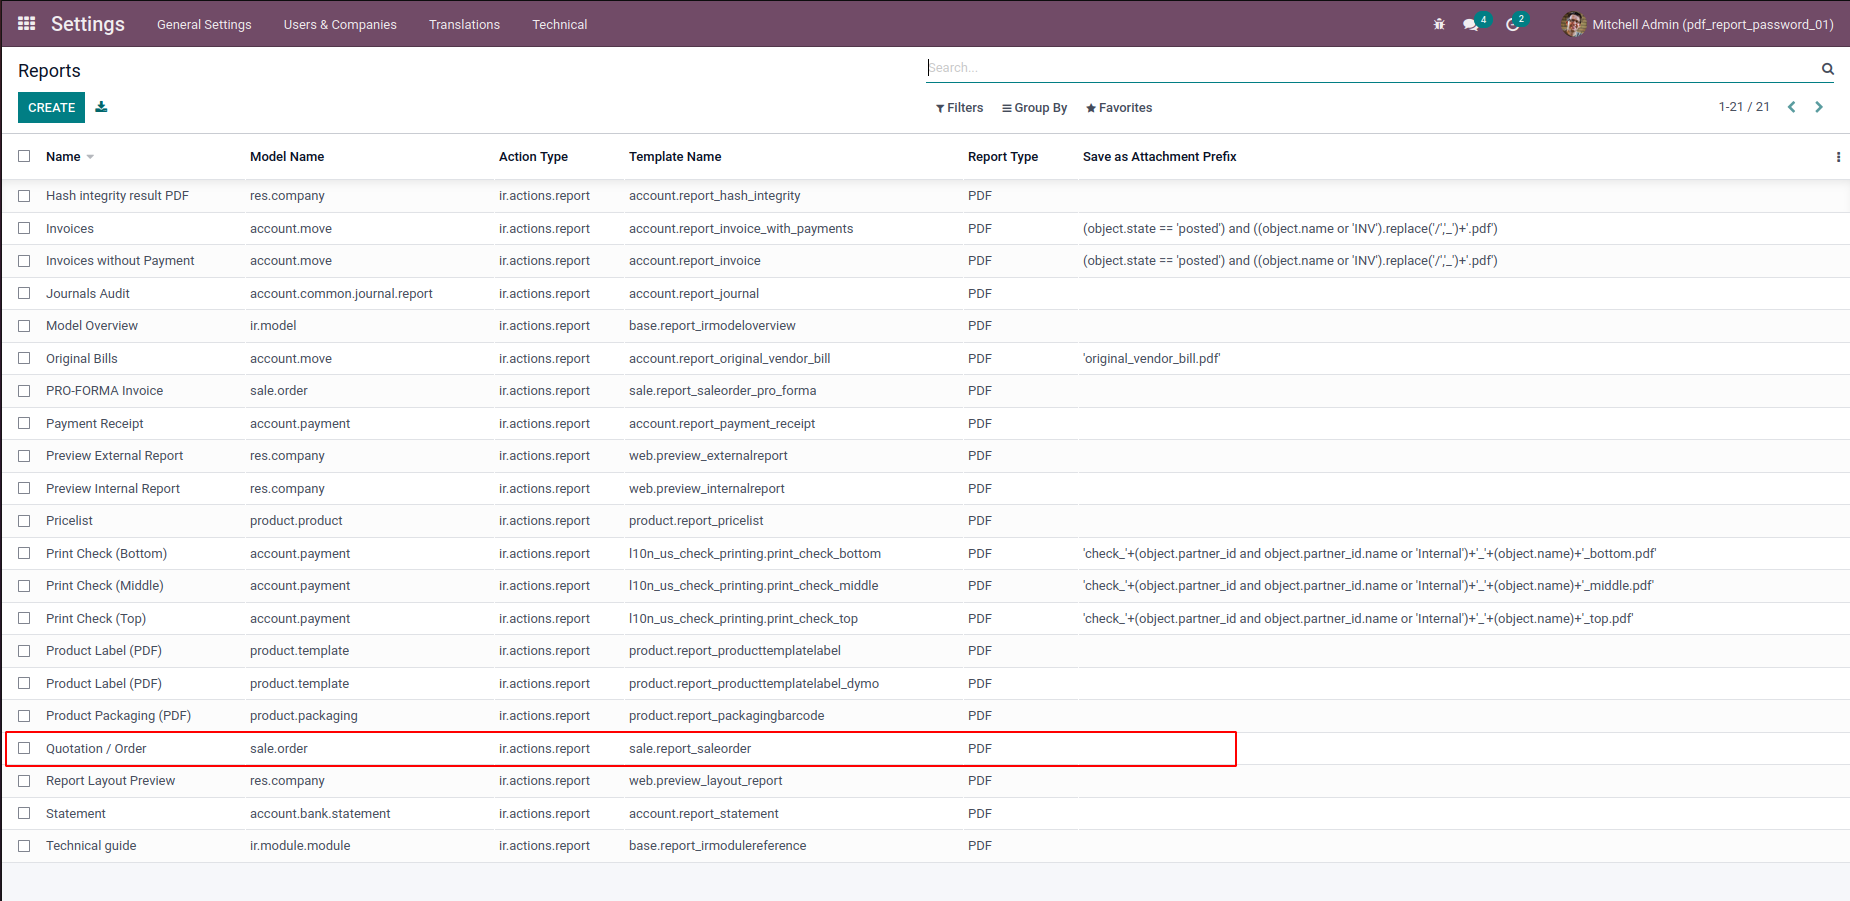 Settings General Settings Users & Companies Translations Technical 4 2 Mitchell Admin (pdf_report_password_01)
Reports Search...
CREATE Filters Group By Favorites 1-21 / 21
Name Model Name Action Type Template Name Report Type Save as Attachment Prefix
Hash integrity result PDF res.company ir.actions.report account.report_hash_integrity PDF
Invoices account.move ir.actions.report account.report_invoice_with_payments PDF (object.state == 'posted') and ((object.name or 'INV').replace('/','_')+'.pdf')
Invoices without Payment account.move ir.actions.report account.report_invoice PDF (object.state == 'posted') and ((object.name or 'INV').replace('/','_')+'.pdf')
Journals Audit account.common.journal.report ir.actions.report account.report_journal PDF
Model Overview ir.model ir.actions.report base.report_irmodeloverview PDF
Original Bills account.move ir.actions.report account.report_original_vendor_bill PDF 'original_vendor_bill.pdf'
PRO-FORMA Invoice sale.order ir.actions.report sale.report_saleorder_pro_forma PDF
Payment Receipt account.payment ir.actions.report account.report_payment_receipt PDF
Preview External Report res.company ir.actions.report web.preview_externalreport PDF
Preview Internal Report res.company ir.actions.report web.preview_internalreport PDF
Pricelist product.product ir.actions.report product.report_pricelist PDF
Print Check (Bottom) account.payment ir.actions.report l10n_us_check_printing.print_check_bottom PDF 'check_'+(object.partner_id and object.partner_id.name or 'Internal')+'_'+(object.name)+'_bottom.pdf'
Print Check (Middle) account.payment ir.actions.report l10n_us_check_printing.print_check_middle PDF 'check_'+(object.partner_id and object.partner_id.name or 'Internal')+'_'+(object.name)+'_middle.pdf'
Print Check (Top) account.payment ir.actions.report l10n_us_check_printing.print_check_top PDF 'check_'+(object.partner_id and object.partner_id.name or 'Internal')+'_'+(object.name)+'_top.pdf'
Product Label (PDF) product.template ir.actions.report product.report_producttemplatelabel PDF
Product Label (PDF) product.template ir.actions.report product.report_producttemplatelabel_dymo PDF
Product Packaging (PDF) product.packaging ir.actions.report product.report_packagingbarcode PDF
Quotation / Order sale.order ir.actions.report sale.report_saleorder PDF
Report Layout Preview res.company ir.actions.report web.preview_layout_report PDF
Statement account.bank.statement ir.actions.report account.report_statement PDF
Technical guide ir.module.module ir.actions.report base.report_irmodulereference PDF